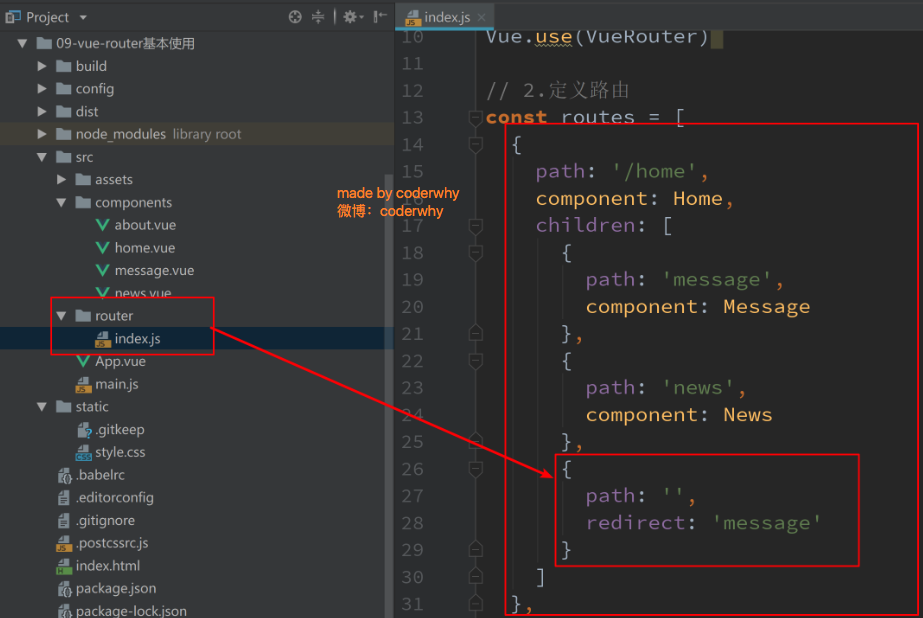 Project
09-vue-router基本使用
build
config
dist
node_modules library root
src
assets
components
about.vue
home.vue
message.vue
news.vue
router
index.js
App.vue
main.js
static
.gitkeep
style.css
.babelrc
.editorconfig
.gitignore
.postcssrc.js
index.html
package.json
package-lock.json
made by coderwhy
微博：coderwhy
index.js
10 Vue.use(VueRouter)
11
12 // 2.定义路由
13 const routes = [
14 {
15 path: '/home',
16 component: Home,
17 children: [
18 {
19 path: 'message',
20 component: Message
21 },
22 {
23 path: 'news',
24 component: News
25 },
26 {
27 path: '',
28 redirect: 'message'
29 }
30 ]
31 },